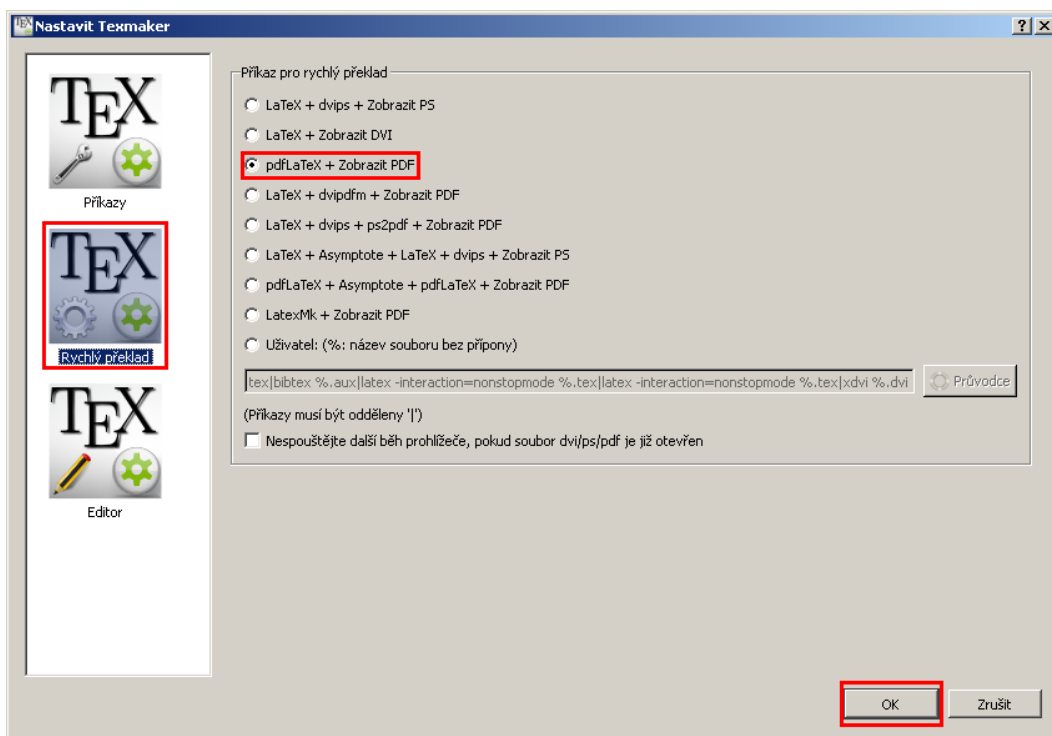 Nastavit Texmaker
Příkazy
Rychlý překlad
Editor
Příkaz pro rychlý překlad
LaTeX + dvips + Zobrazit PS
LaTeX + Zobrazit DVI
pdfLaTeX + Zobrazit PDF
LaTeX + dvipdfm + Zobrazit PDF
LaTeX + dvips + ps2pdf + Zobrazit PDF
LaTeX + Asymptote + LaTeX + dvips + Zobrazit PS
pdfLaTeX + Asymptote + pdfLaTeX + Zobrazit PDF
LatexMk + Zobrazit PDF
Uživatel: (%: název souboru bez přípony)
tex|bibtex %.aux|latex -interaction=nonstopmode %.tex|latex -interaction=nonstopmode %.tex|xdvi %.dvi
Průvodce
(Příkazy musí být odděleny '|')
Nespouštějte další běh prohlížeče, pokud soubor dvi/ps/pdf je již otevřen
OK
Zrušit
TEX
TEX
TEX